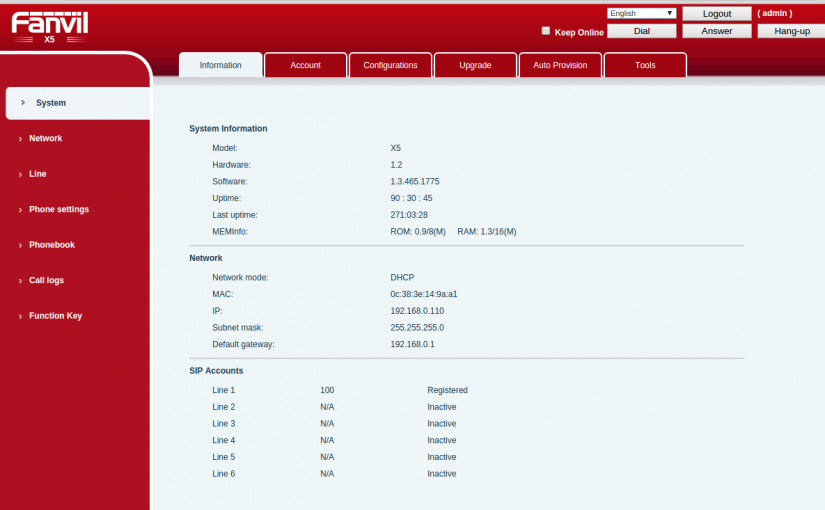 Fanvil
X5
English
Logout ( admin )
Keep Online Dial Answer Hang-up
Information Account Configurations Upgrade Auto Provision Tools
› System
› Network
› Line
› Phone settings
› Phonebook
› Call logs
› Function Key
System Information
Model: X5
Hardware: 1.2
Software: 1.3.465.1775
Uptime: 90 : 30 : 45
Last uptime: 271:03:28
MEMInfo: ROM: 0.9/8(M) RAM: 1.3/16(M)
Network
Network mode: DHCP
MAC: 0c:38:3e:14:9a:a1
IP: 192.168.0.110
Subnet mask: 255.255.255.0
Default gateway: 192.168.0.1
SIP Accounts
Line 1 100 Registered
Line 2 N/A Inactive
Line 3 N/A Inactive
Line 4 N/A Inactive
Line 5 N/A Inactive
Line 6 N/A Inactive